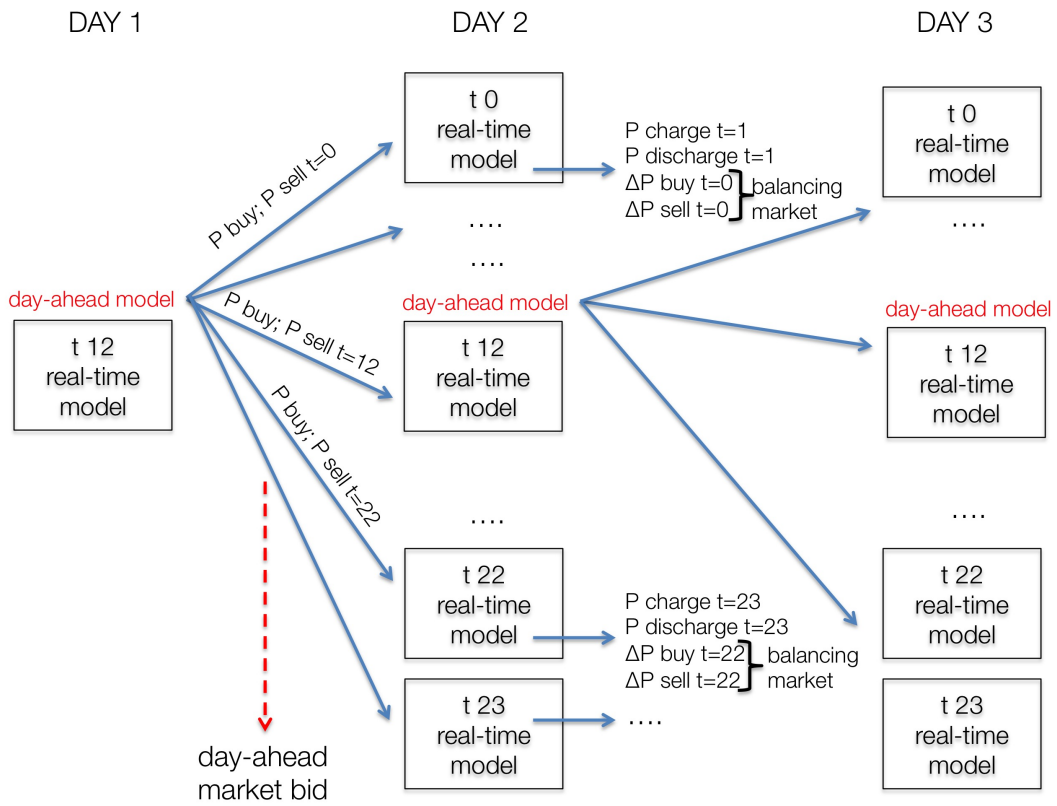 DAY 1
DAY 2
DAY 3
t 0
real-time
model
P charge t=1
P discharge t=1
ΔP buy t=0
ΔP sell t=0
balancing
market
t 0
real-time
model
P buy; P sell t=0
....
....
....
day-ahead model
t 12
real-time
model
P buy; P sell t=12
day-ahead model
t 12
real-time
model
day-ahead model
t 12
real-time
model
P buy; P sell t=22
....
....
t 22
real-time
model
P charge t=23
P discharge t=23
ΔP buy t=22
ΔP sell t=22
balancing
market
t 22
real-time
model
t 23
real-time
model
....
t 23
real-time
model
day-ahead
market bid